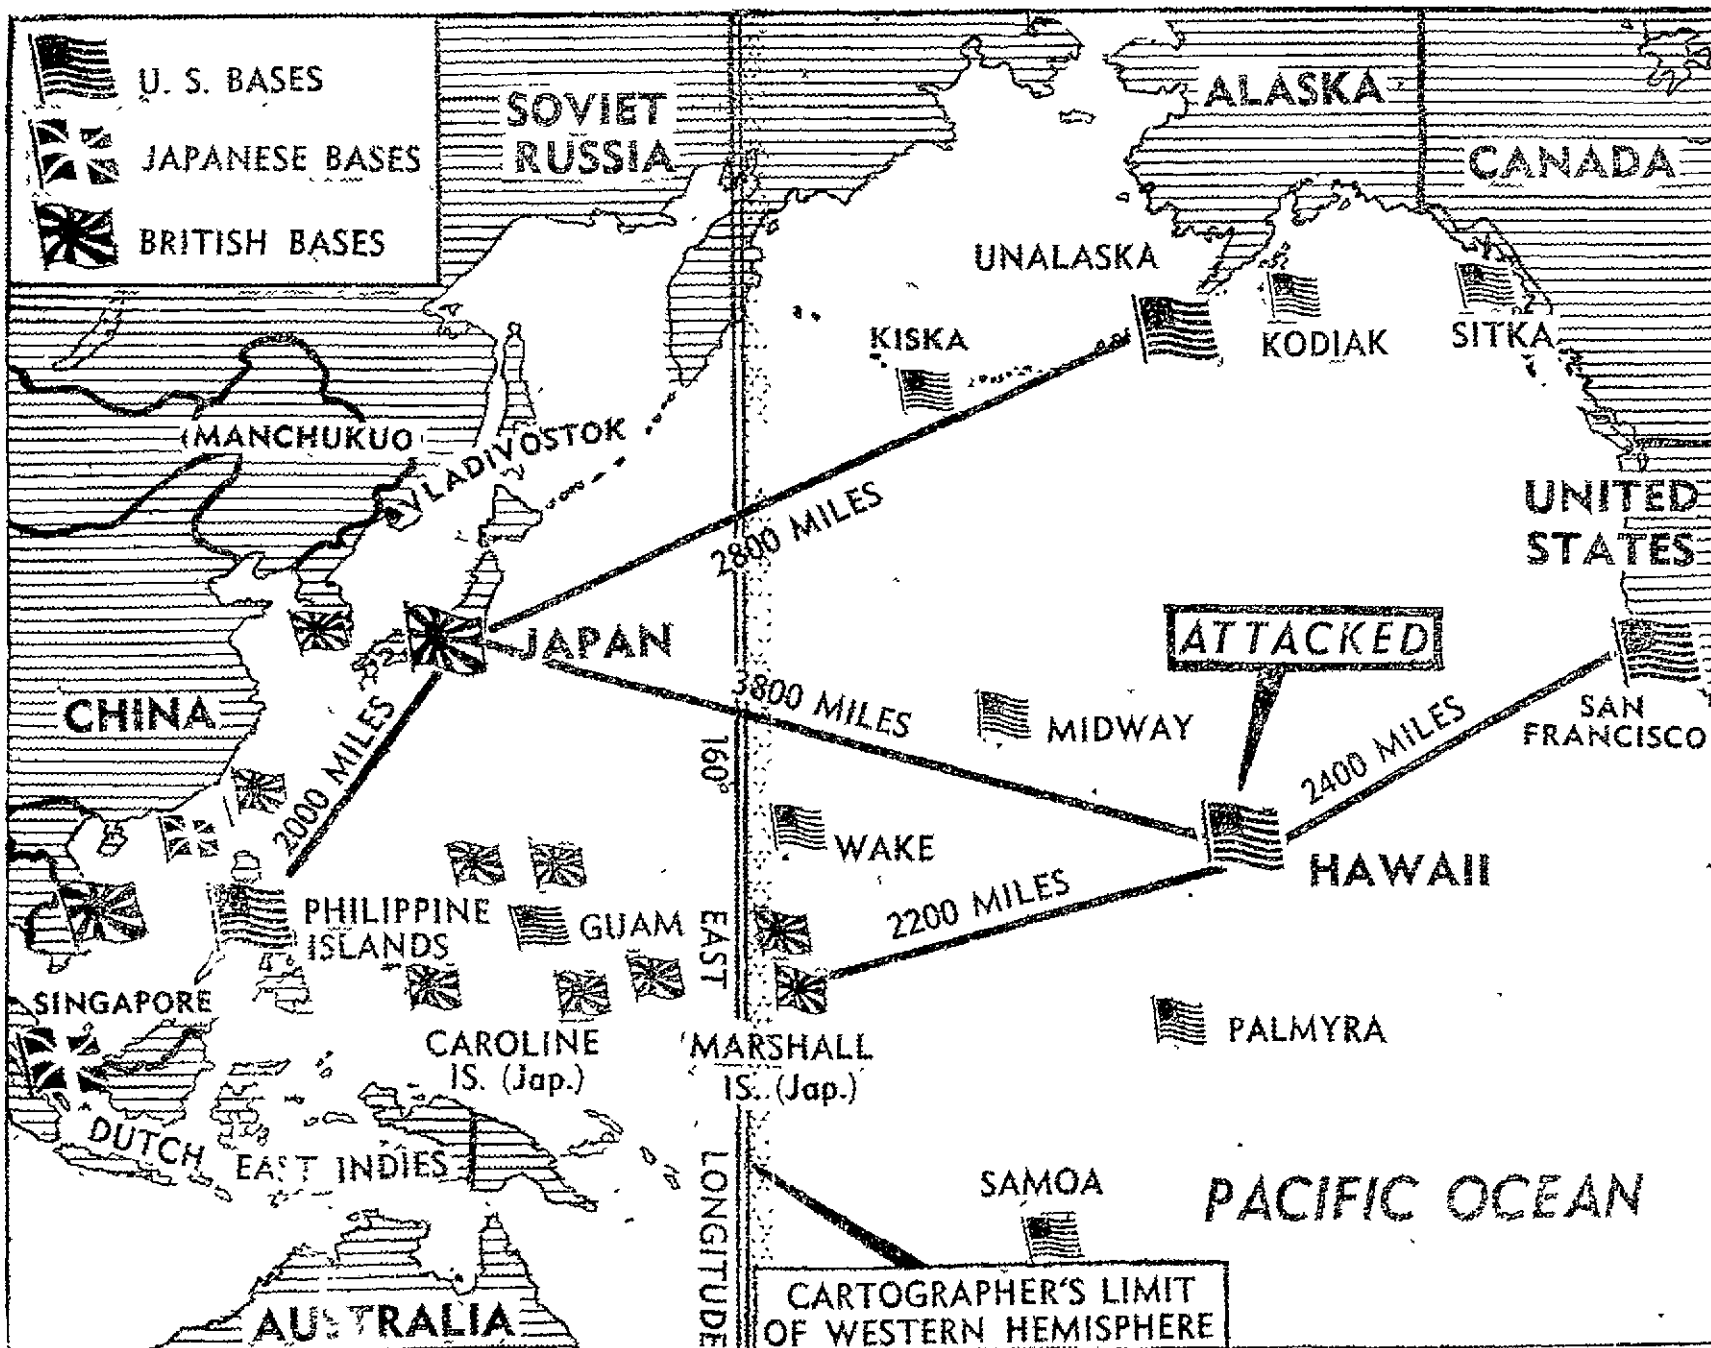 U. S. BASES
JAPANESE BASES
BRITISH BASES
SOVIET
RUSSIA
ALASKA
CANADA
UNALASKA
KISKA
KODIAK
SITKA
(MANCHUKUO
VLADIVOSTOK
UNITED
STATES
2800 MILES
JAPAN
ATTACKED
CHINA
3800 MILES
MIDWAY
SAN
FRANCISCO
2000 MILES
160°
2400 MILES
WAKE
HAWAII
PHILIPPINE
ISLANDS
GUAM
EAST
2200 MILES
SINGAPORE
CAROLINE
IS. (Jap.)
'MARSHALL
IS. (Jap.)
PALMYRA
DUTCH
EAST INDIES
LONGITUDE
SAMOA
PACIFIC OCEAN
AUSTRALIA
CARTOGRAPHER'S LIMIT
OF WESTERN HEMISPHERE